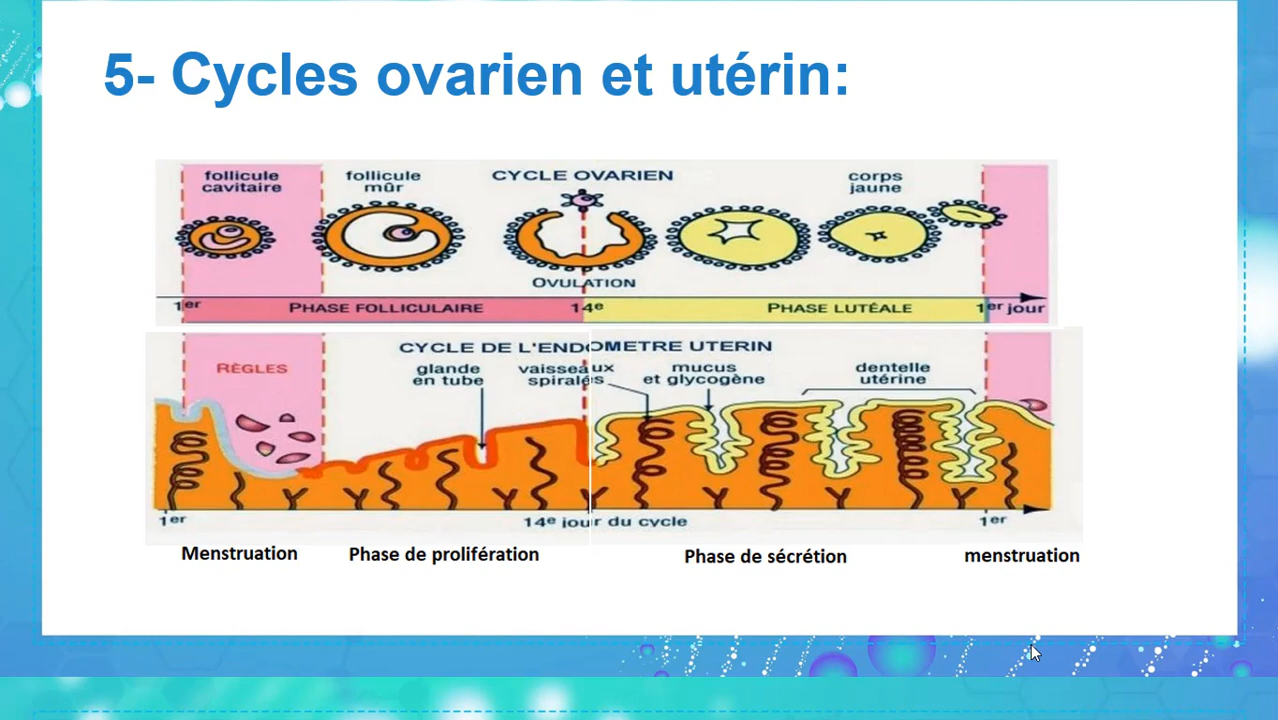 5- Cycles ovarien et utérin:
follicule
cavitaire
follicule
mûr
CYCLE OVARIEN
corps
jaune
OVULATION
1er
PHASE FOLLICULAIRE
14e
PHASE LUTÉALE
1er jour
CYCLE DE L'ENDOMETRE UTERIN
RÈGLES
glande
en tube
vaisseaux
spiralés
mucus
et glycogène
dentelle
utérine
1er
14e jour du cycle
1er
Menstruation
Phase de prolifération
Phase de sécrétion
menstruation